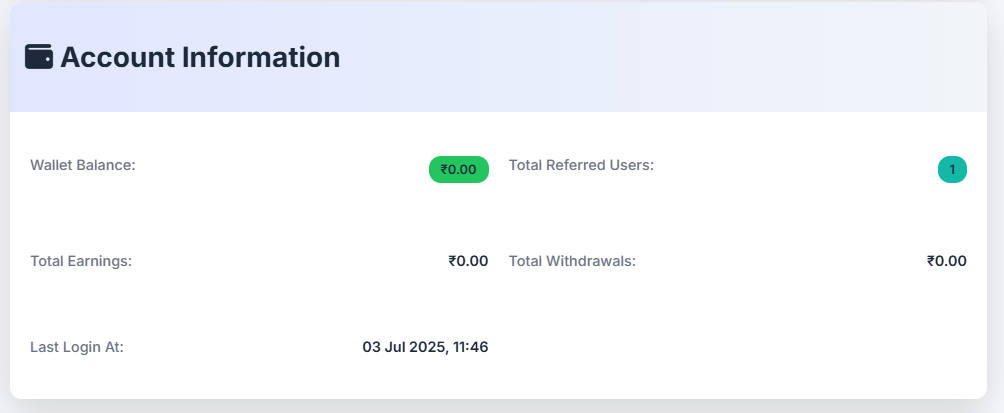 Account Information
Wallet Balance: ₹0.00 Total Referred Users: 1
Total Earnings: ₹0.00 Total Withdrawals: ₹0.00
Last Login At: 03 Jul 2025, 11:46